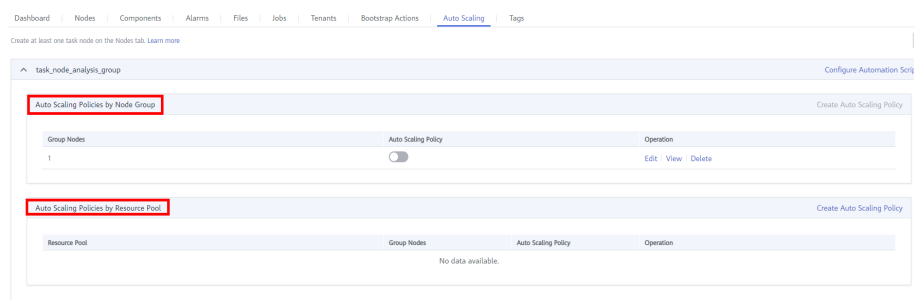 Dashboard Nodes Components Alarms Files Jobs Tenants Bootstrap Actions Auto Scaling Tags
Create at least one task node on the Nodes tab. Learn more
task_node_analysis_group Configure Automation Scrip
Auto Scaling Policies by Node Group Create Auto Scaling Policy
Group Nodes Auto Scaling Policy Operation
1 Edit View Delete
Auto Scaling Policies by Resource Pool Create Auto Scaling Policy
Resource Pool Group Nodes Auto Scaling Policy Operation
No data available.